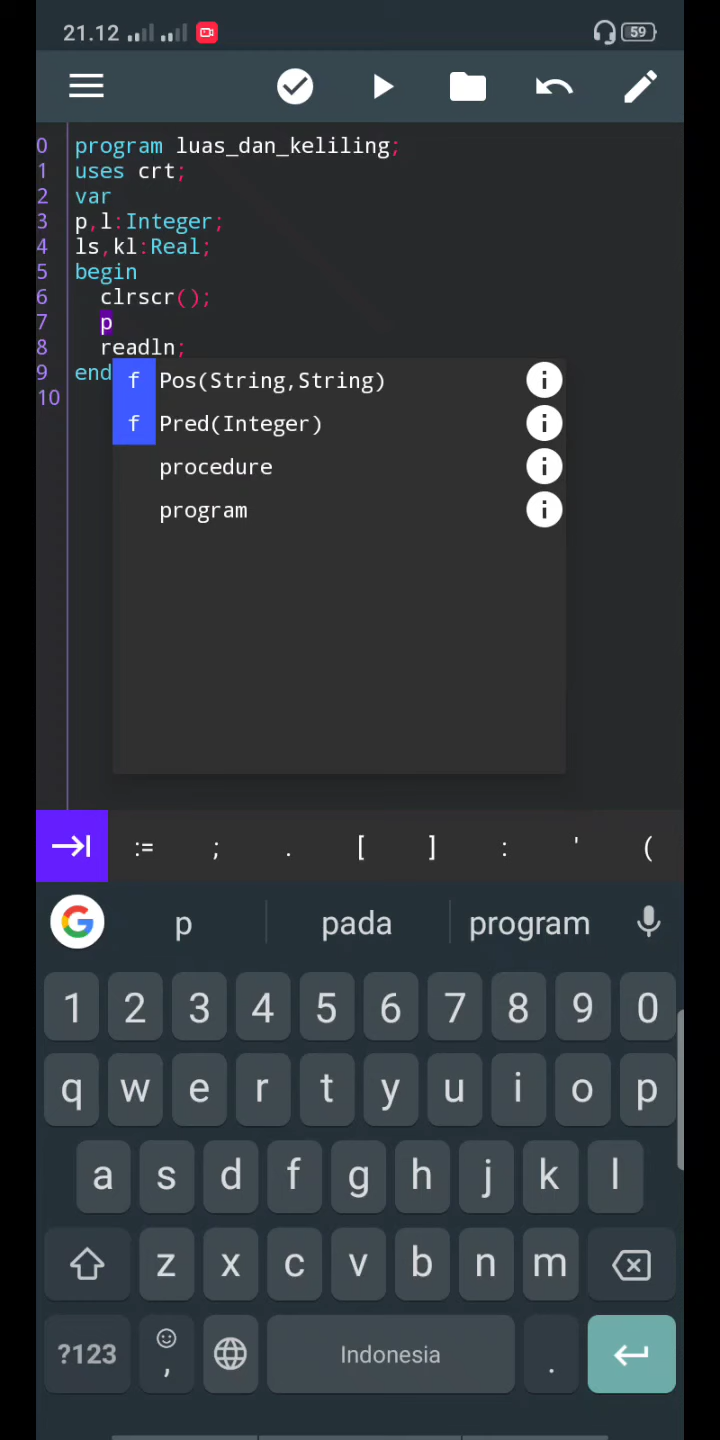 21.12 59
0 program luas_dan_keliling;
1 uses crt;
2 var
3 p,l:Integer;
4 ls,kl:Real;
5 begin
6 clrscr();
7 p
8 readln;
9 end
10
f Pos(String,String) i
f Pred(Integer) i
procedure i
program i
:= ; . [ ] : ' (
G p pada program
1 2 3 4 5 6 7 8 9 0
q w e r t y u i o p
a s d f g h j k l
z x c v b n m
?123 , Indonesia .